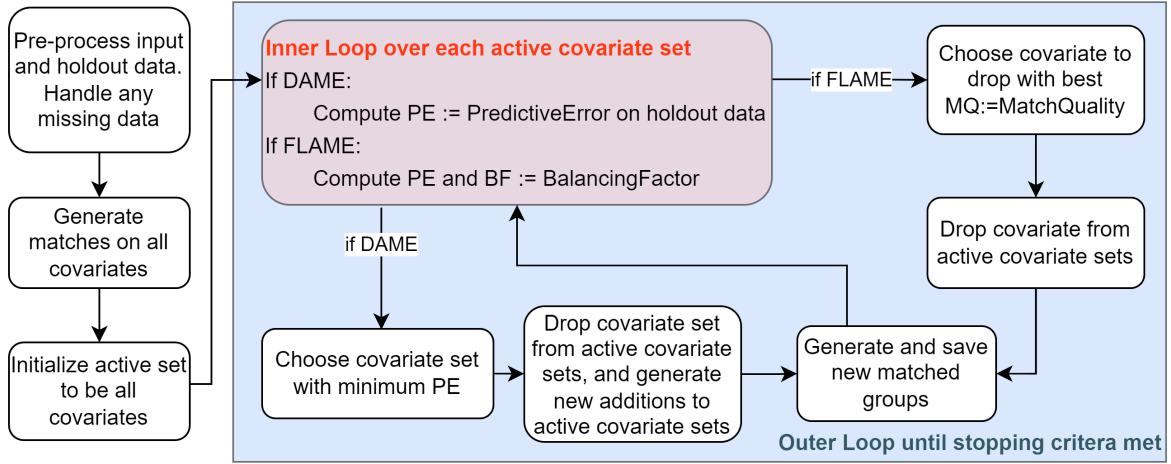 Pre-process input
and holdout data.
Handle any
missing data
Generate
matches on all
covariates
Initialize active set
to be all
covariates
Inner Loop over each active covariate set
If DAME:
Compute PE := PredictiveError on holdout data
If FLAME:
Compute PE and BF := BalancingFactor
if FLAME
Choose covariate to
drop with best
MQ:=MatchQuality
Drop covariate from
active covariate sets
if DAME
Choose covariate set
with minimum PE
Drop covariate set
from active covariate
sets, and generate
new additions to
active covariate sets
Generate and save
new matched
groups
Outer Loop until stopping critera met